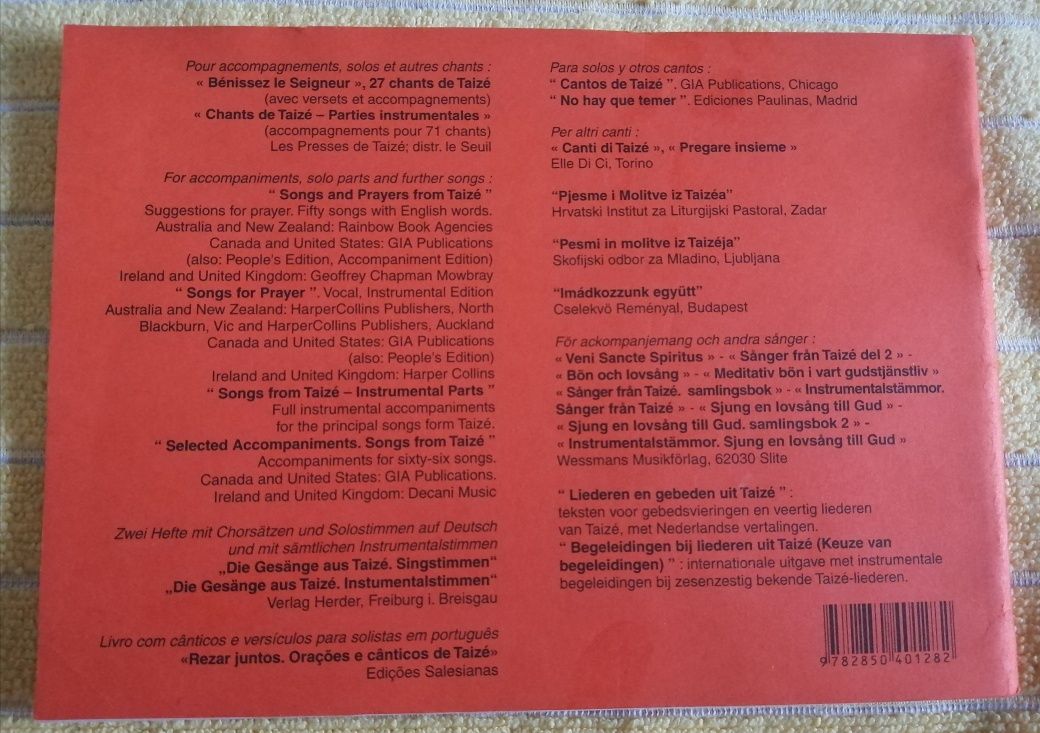 Pour accompagnements, solos et autres chants :
« Bénissez le Seigneur », 27 chants de Taizé
(avec versets et accompagnements)
« Chants de Taizé – Parties instrumentales »
(accompagnements pour 71 chants)
Les Presses de Taizé; distr. le Seuil
For accompaniments, solo parts and further songs :
“ Songs and Prayers from Taizé ”
Suggestions for prayer. Fifty songs with English words.
Australia and New Zealand: Rainbow Book Agencies
Canada and United States: GIA Publications
(also: People's Edition, Accompaniment Edition)
Ireland and United Kingdom: Geoffrey Chapman Mowbray
“ Songs for Prayer ”. Vocal, Instrumental Edition
Australia and New Zealand: HarperCollins Publishers, North
Blackburn, Vic and HarperCollins Publishers, Auckland
Canada and United States: GIA Publications
(also: People's Edition)
Ireland and United Kingdom: Harper Collins
“ Songs from Taizé – Instrumental Parts ”
Full instrumental accompaniments
for the principal songs form Taizé.
“ Selected Accompaniments. Songs from Taizé ”
Accompaniments for sixty-six songs.
Canada and United States: GIA Publications.
Ireland and United Kingdom: Decani Music
Zwei Hefte mit Chorsätzen und Solostimmen auf Deutsch
und mit sämtlichen Instrumentalstimmen
„Die Gesänge aus Taizé. Singstimmen“
„Die Gesänge aus Taizé. Instumentalstimmen“
Verlag Herder, Freiburg i. Breisgau
Livro com cânticos e versículos para solistas em português
«Rezar juntos. Orações e cânticos de Taizé»
Edições Salesianas
Para solos y otros cantos :
“ Cantos de Taizé ”. GIA Publications, Chicago
“ No hay que temer ”. Ediciones Paulinas, Madrid
Per altri canti :
« Canti di Taizé », « Pregare insieme »
Elle Di Ci, Torino
“Pjesme i Molitve iz Taizéa”
Hrvatski Institut za Liturgijski Pastoral, Zadar
“Pesmi in molitve iz Taizéja”
Skofijski odbor za Mladino, Ljubljana
“Imádkozzunk együtt”
Cselekvö Reményal, Budapest
För ackompanjemang och andra sånger :
« Veni Sancte Spiritus » - « Sånger från Taizé del 2 » -
« Bön och lovsång » - « Meditativ bön i vart gudstjänstliv »
« Sånger från Taizé. samlingsbok » - « Instrumentalstämmor.
Sånger från Taizé » - « Sjung en lovsång till Gud » -
« Sjung en lovsång till Gud. samlingsbok 2 » -
« Instrumentalstämmor. Sjung en lovsång till Gud »
Wessmans Musikförlag, 62030 Slite
“ Liederen en gebeden uit Taizé ” :
teksten voor gebedsvieringen en veertig liederen
van Taizé, met Nederlandse vertalingen.
“ Begeleidingen bij liederen uit Taizé (Keuze van
begeleidingen) ” : internationale uitgave met instrumentale
begeleidingen bij zesenzestig bekende Taizé-liederen.
9782850401282